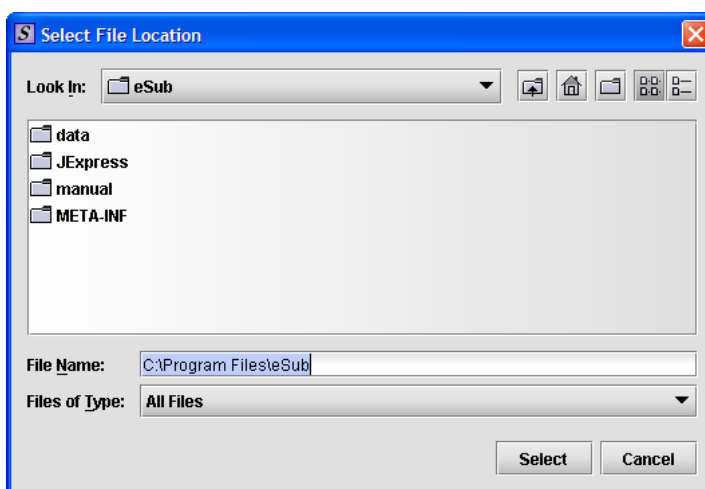 S Select File Location
Look In: eSub
data
JExpress
manual
META-INF
File Name: C:\Program Files\eSub
Files of Type: All Files
Select Cancel